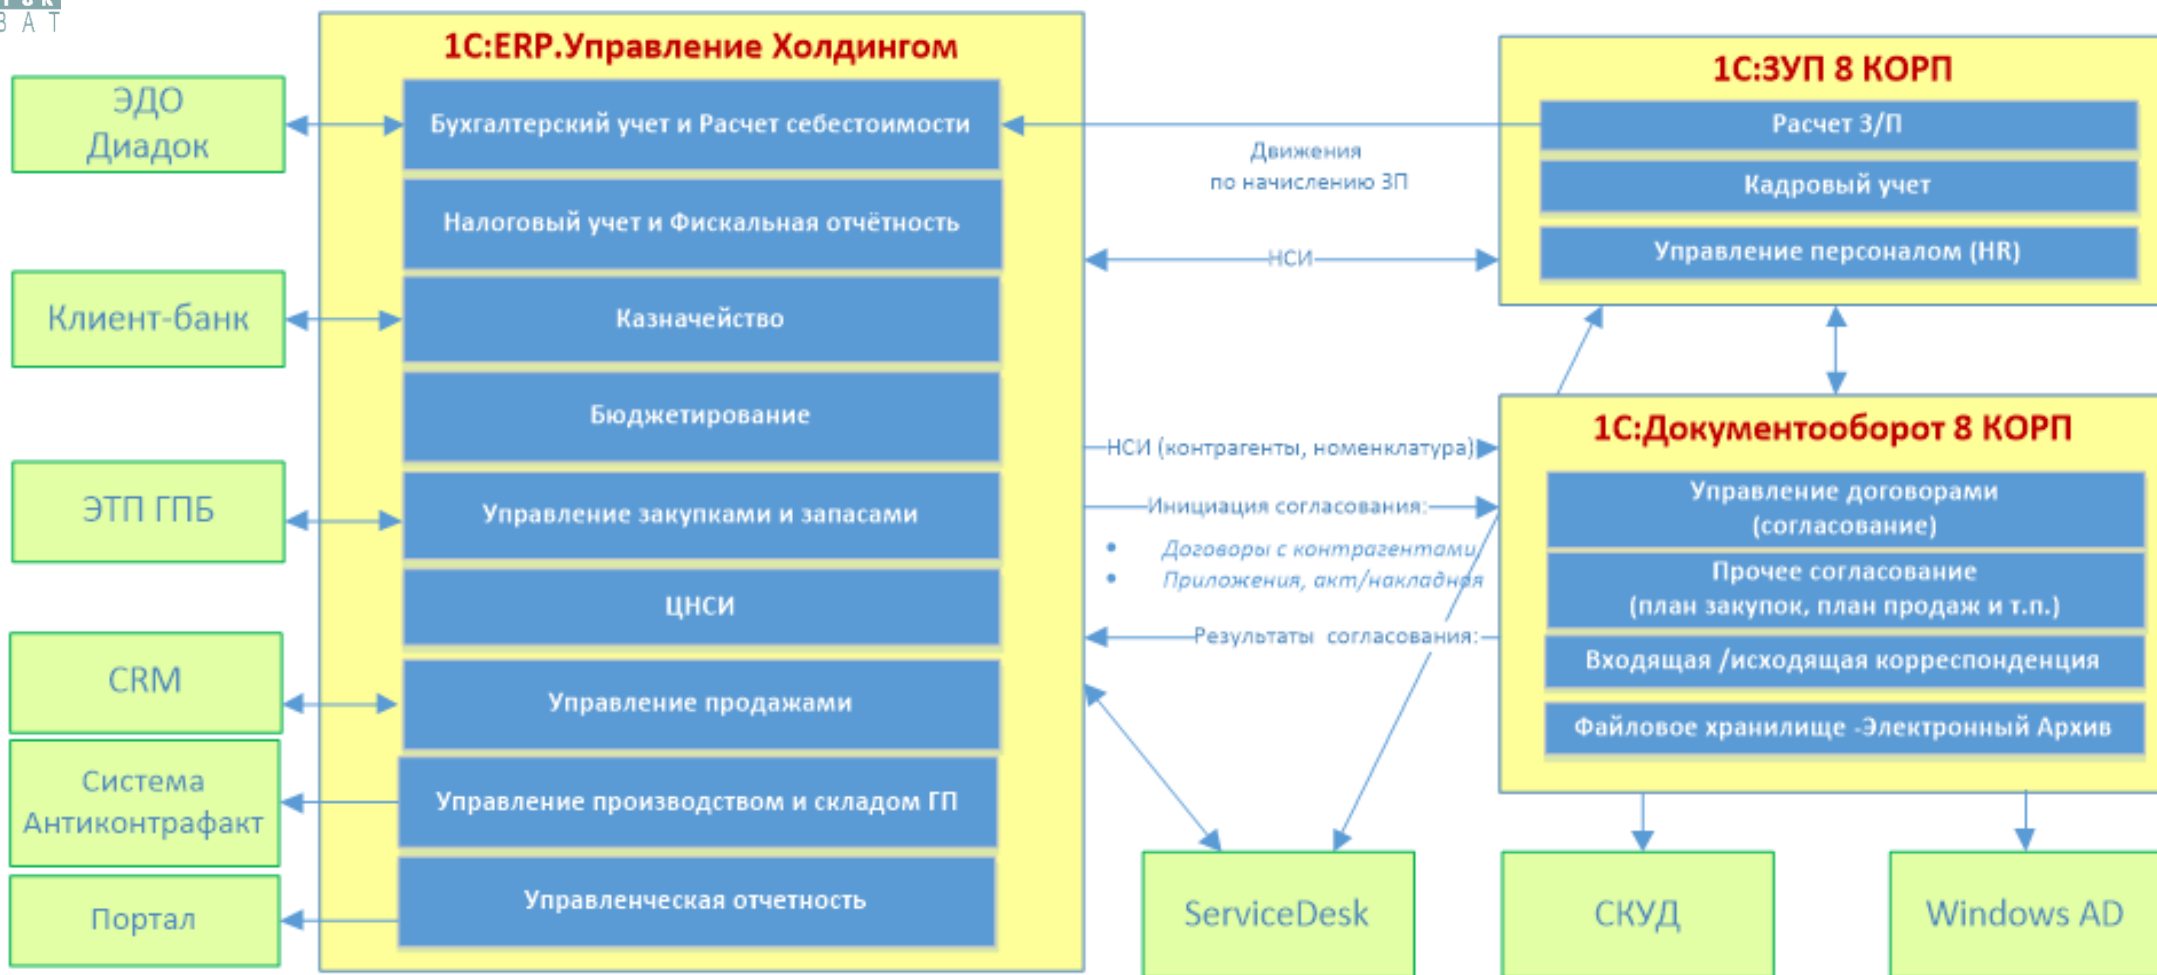 ВАТ
1С:ERP.Управление Холдингом
Бухгалтерский учет и Расчет себестоимости
Налоговый учет и Фискальная отчётность
Казначейство
Бюджетирование
Управление закупками и запасами
ЦНСИ
Управление продажами
Управление производством и складом ГП
Управленческая отчетность
ЭДО
Диадок
Клиент-банк
ЭТП ГПБ
CRM
Система
Антиконтрафакт
Портал
Движения
по начислению ЗП
НСИ
НСИ (контрагенты, номенклатура)
Инициация согласования:
• Договоры с контрагентами,
• Приложения, акт/накладная
Результаты согласования:
1С:ЗУП 8 КОРП
Расчет З/П
Кадровый учет
Управление персоналом (HR)
1С:Документооборот 8 КОРП
Управление договорами
(согласование)
Прочее согласование
(план закупок, план продаж и т.п.)
Входящая /исходящая корреспонденция
Файловое хранилище -Электронный Архив
ServiceDesk
СКУД
Windows AD